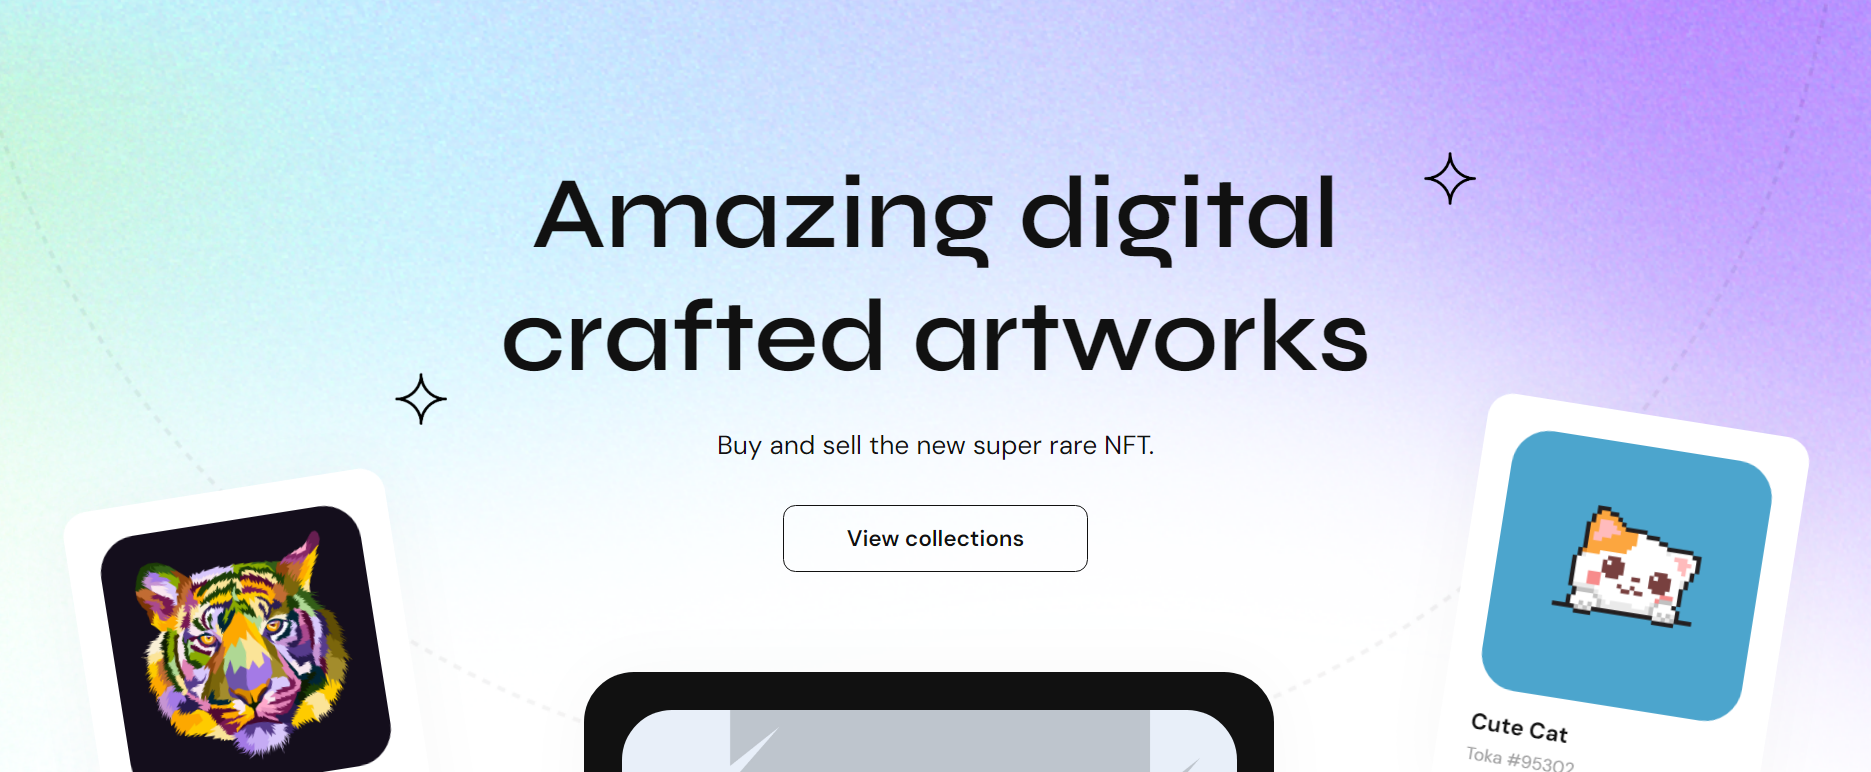 Amazing digital
crafted artworks
Buy and sell the new super rare NFT.
View collections
Cute Cat
Toka #95302